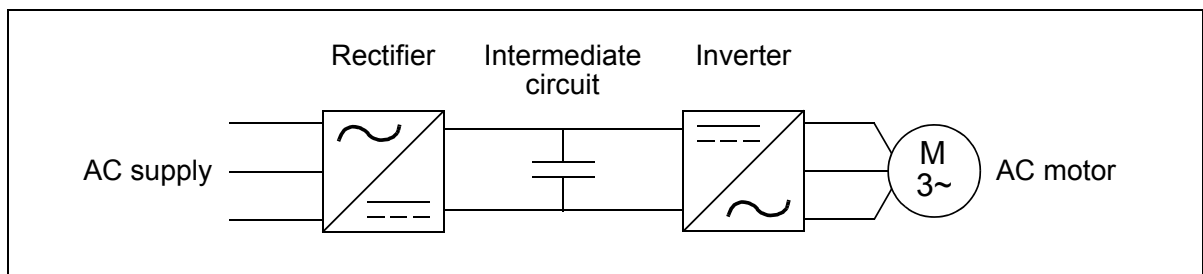 Rectifier
Intermediate
circuit
Inverter
AC supply
M
3~
AC motor